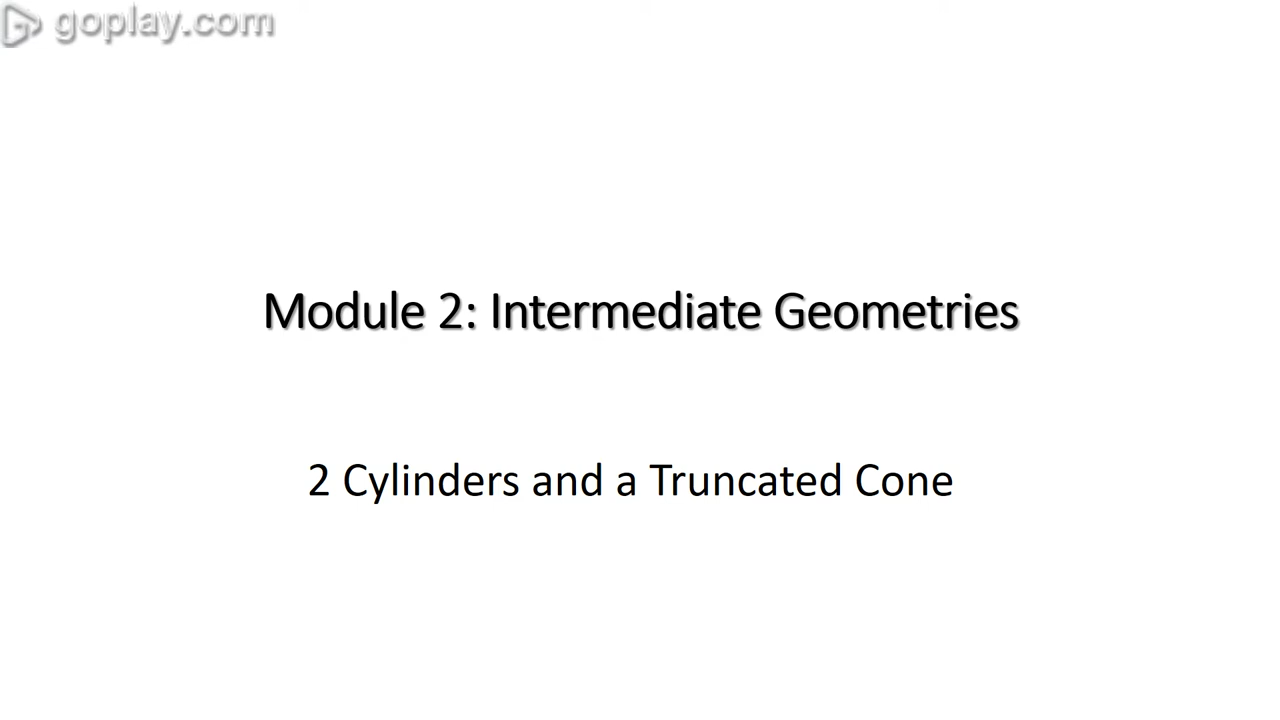 goplay.com
Module 2: Intermediate Geometries
2 Cylinders and a Truncated Cone